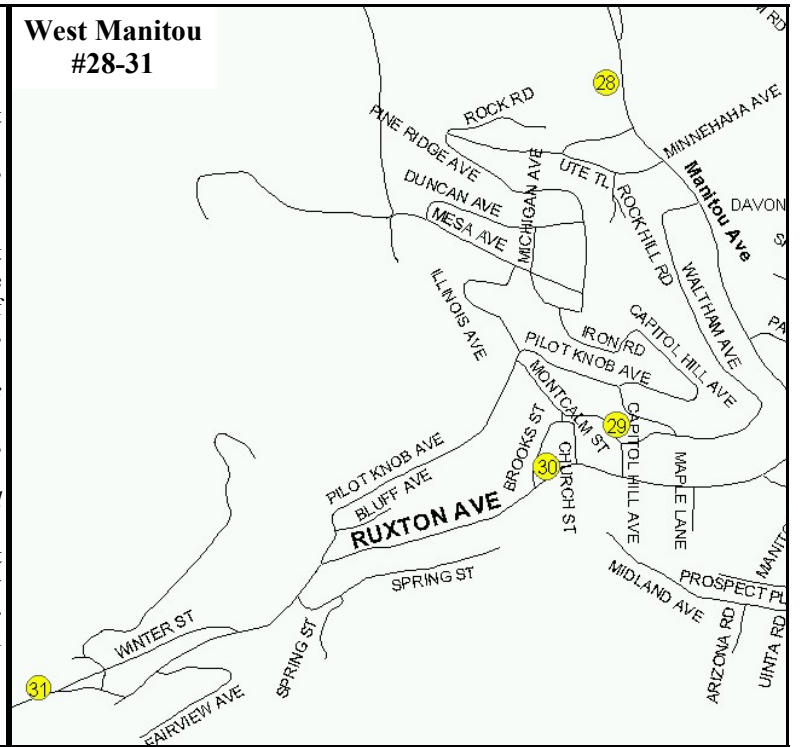 West Manitou
#28-31
28
ROCK RD
MINNEHAHA AVE
PINE RIDGE AVE
UTE TL
MICHIGAN AVE
DUNCAN AVE
Manitou Ave
ROCKHILL RD
MESA AVE
DAVON
ILLINOIS AVE
WALTHAM AVE
CAPITOL HILL AVE
IRON RD
PILOT KNOB AVE
PA
MONTCALM ST
29
CAPITOL HILL AVE
BROOKS ST
30
CHURCH ST
MAPLE LANE
PILOT KNOB AVE
BLUFF AVE
RUXTON AVE
SPRING ST
MIDLAND AVE
PROSPECT PL
MANITO
ARIZONA RD
UINTA RD
WINTER ST
SPRING ST
31
FAIRVIEW AVE